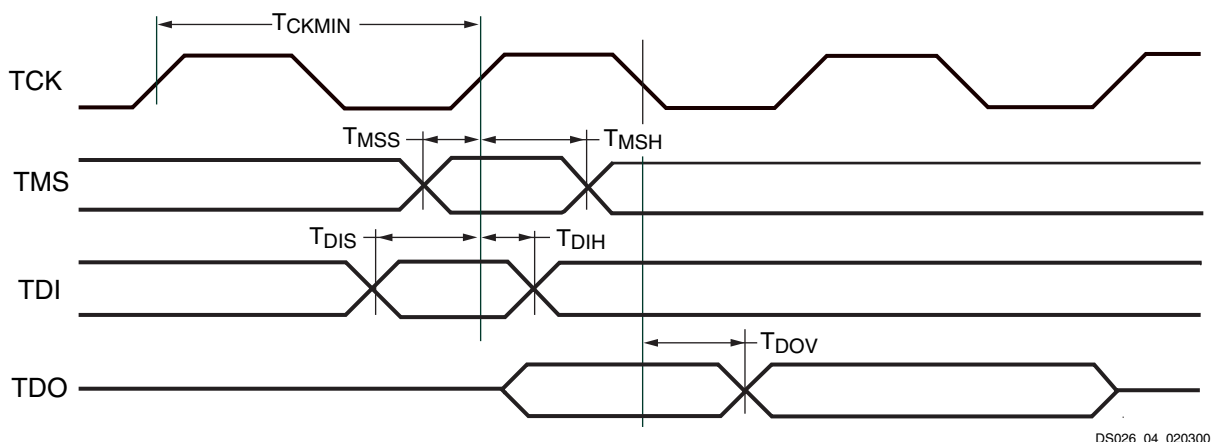 TCKMIN
TCK
TMSS TMSH
TMS
TDIS TDIH
TDI
TDOV
TDO
DS026_04_020300